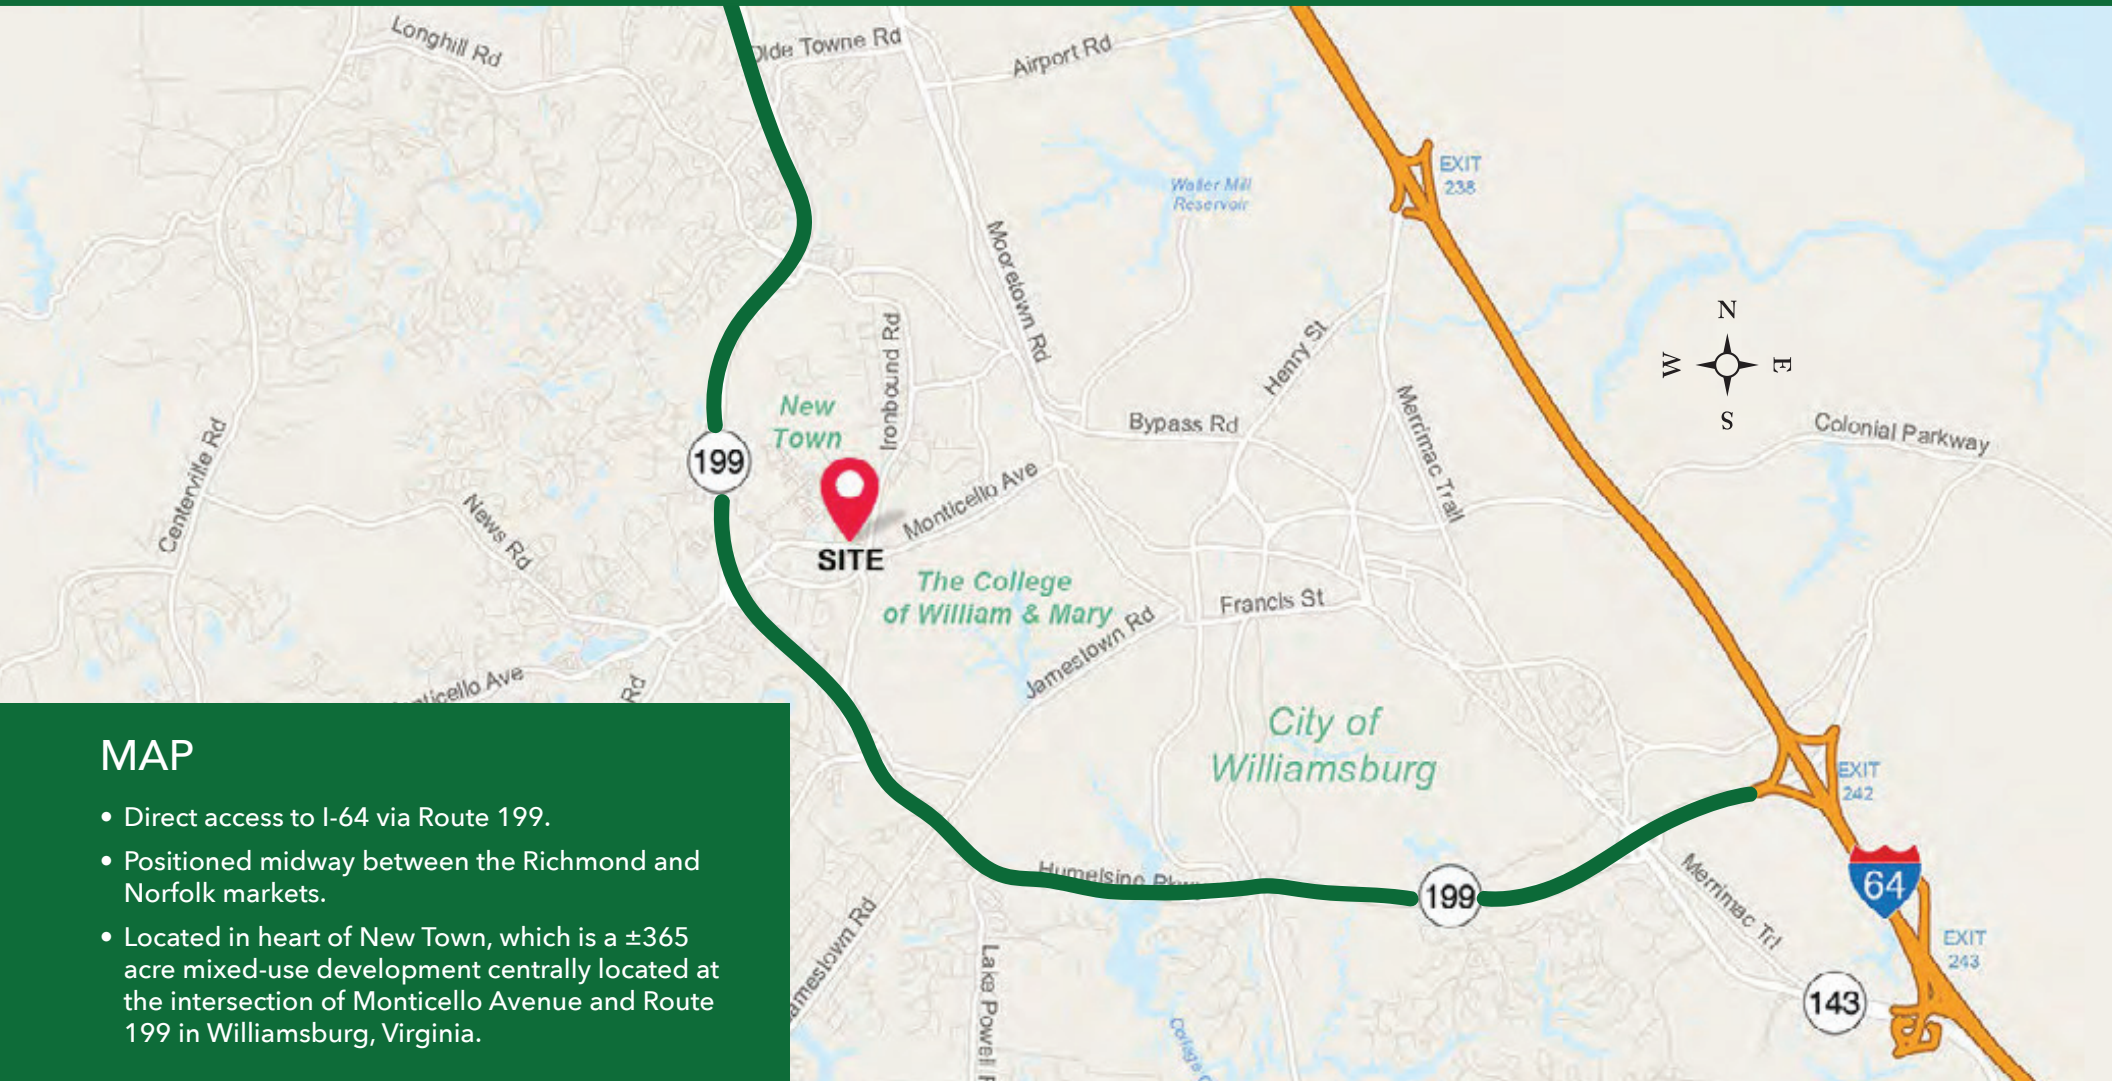 Longhill Rd
Olde Towne Rd
Airport Rd
EXIT
238
Waller Mill
Reservoir
Mooretown Rd
N
W
E
S
Ironbound Rd
Henry St
New
Town
Merrimac Trail
Bypass Rd
Colonial Parkway
Centerville Rd
199
News Rd
Monticello Ave
SITE
The College
of William & Mary
Jamestown Rd
Francis St
Rd
City of
Williamsburg
MAP
• Direct access to I-64 via Route 199.
• Positioned midway between the Richmond and
Norfolk markets.
• Located in heart of New Town, which is a ±365
acre mixed-use development centrally located at
the intersection of Monticello Avenue and Route
199 in Williamsburg, Virginia.
EXIT
242
Humelsine
199
64
Merrimac Trl
EXIT
243
143
amestown Rd
Lake Powell